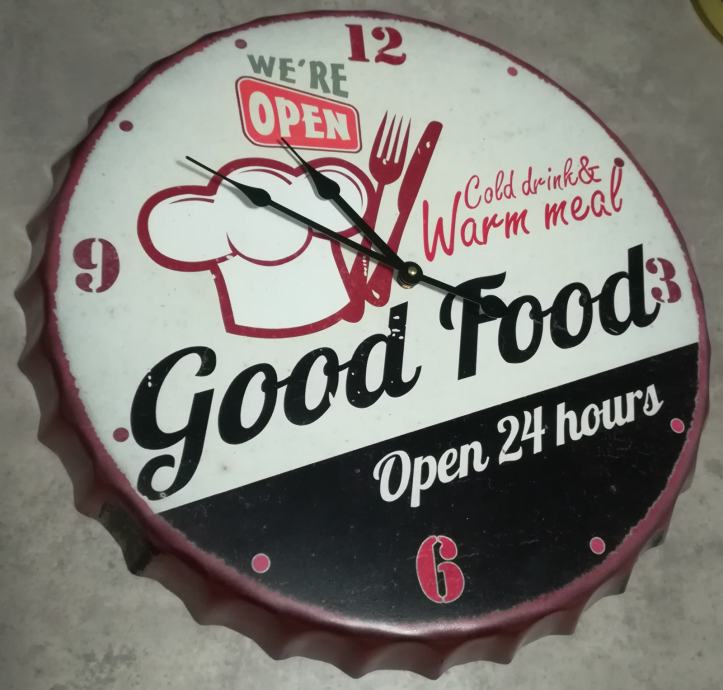 12
WE'RE
OPEN
Cold drink&
Warm meal
9
3
Good Food
Open 24 hours
6